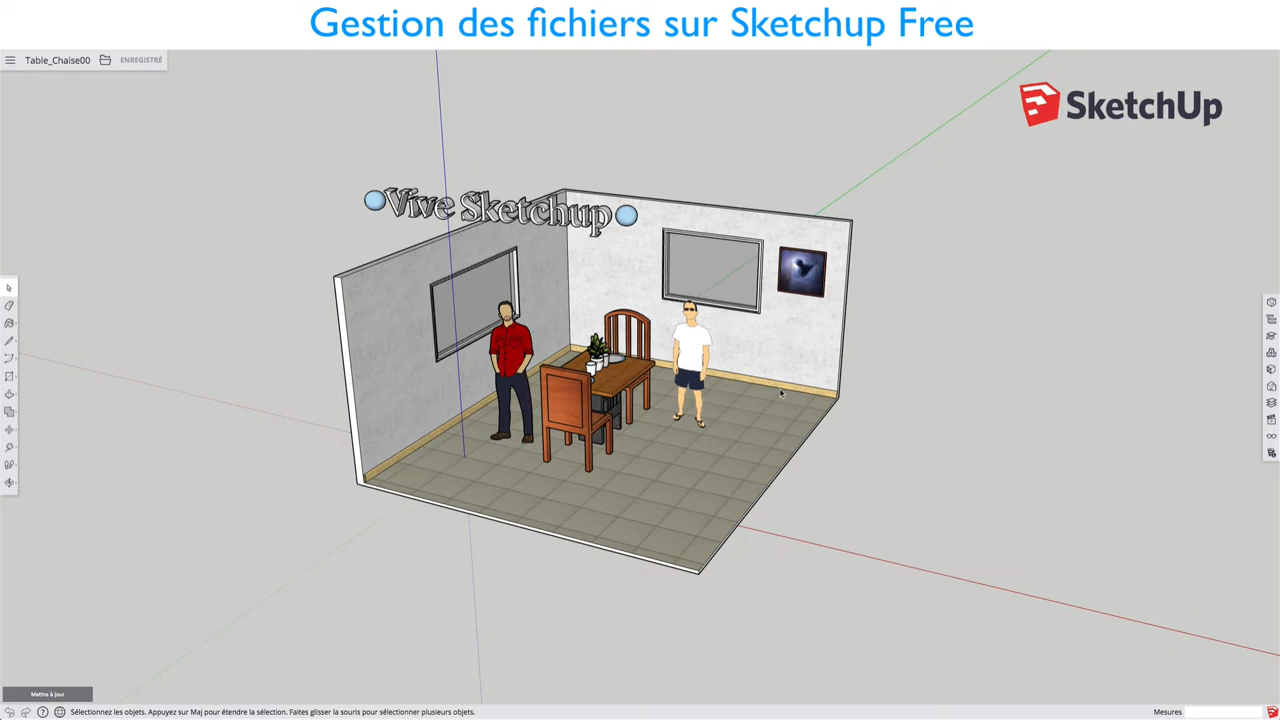 Gestion des fichiers sur Sketchup Free
Table_Chaise00 ENREGISTRÉ
SketchUp
Vive Sketchup
Mettre à jour
Sélectionnez les objets. Appuyez sur Maj pour étendre la sélection. Faites glisser la souris pour sélectionner plusieurs objets.
Mesures